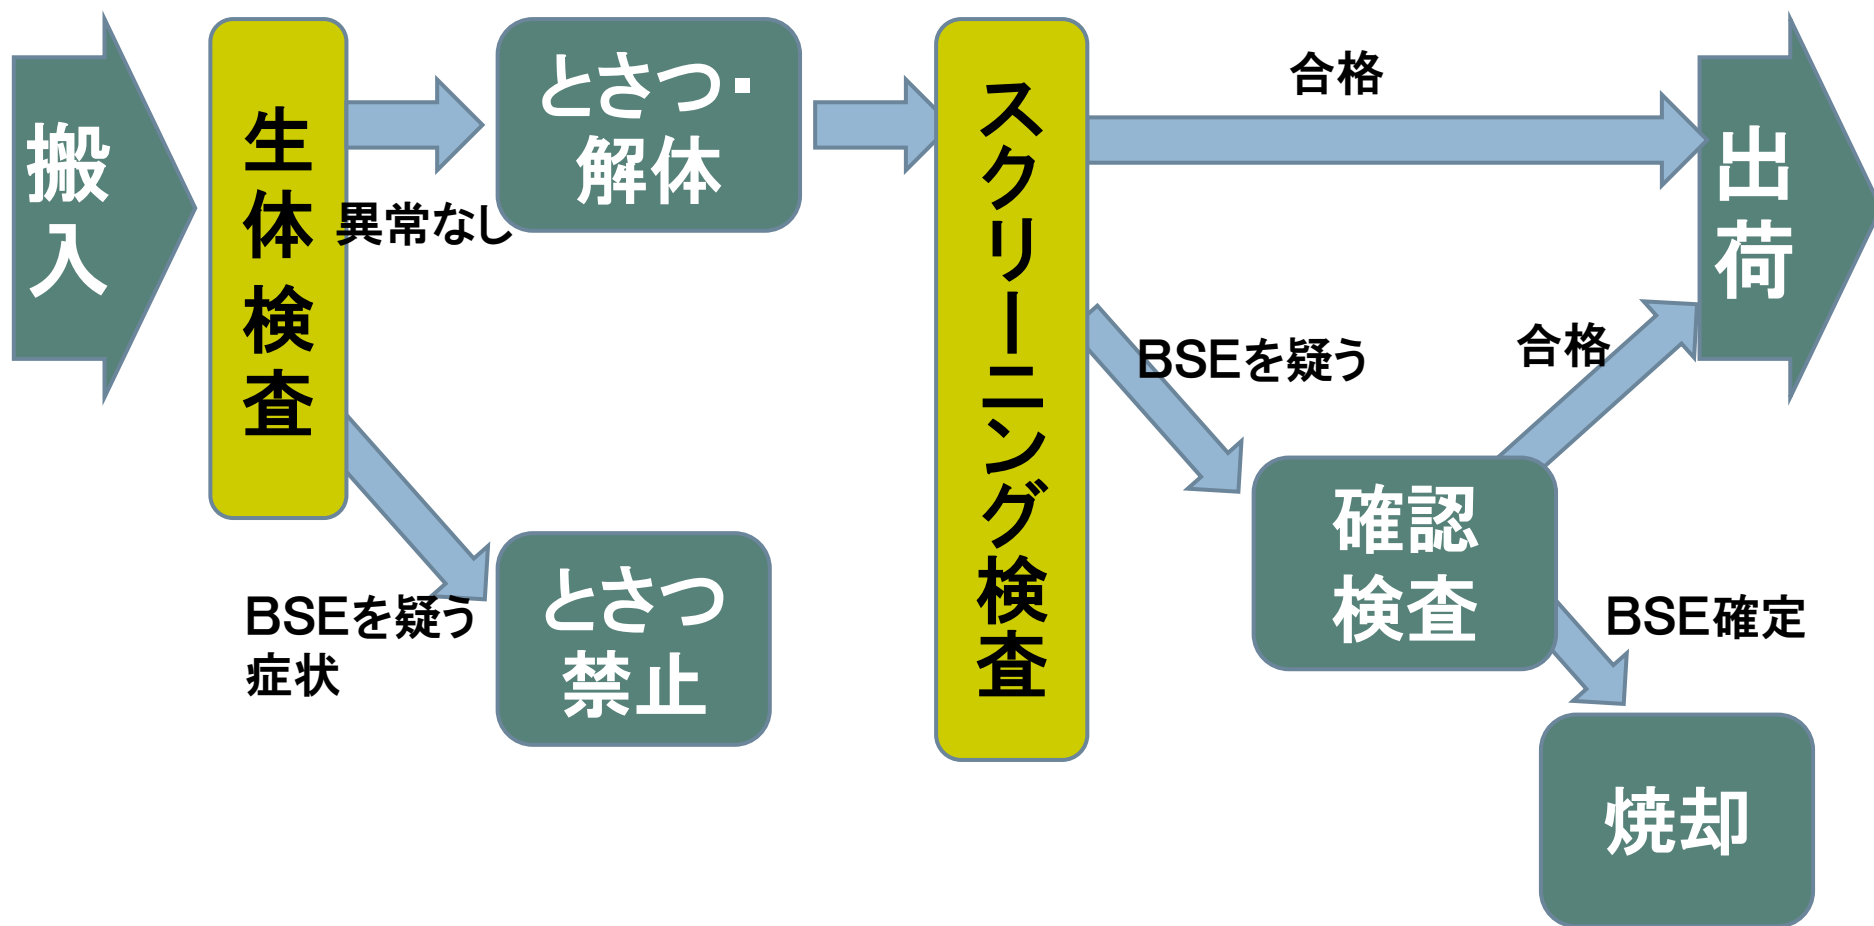 搬入
生体検査
異常なし
とさつ・
解体
BSEを疑う
症状
とさつ
禁止
スクリーニング検査
合格
BSEを疑う
確認
検査
合格
BSE確定
焼却
出荷